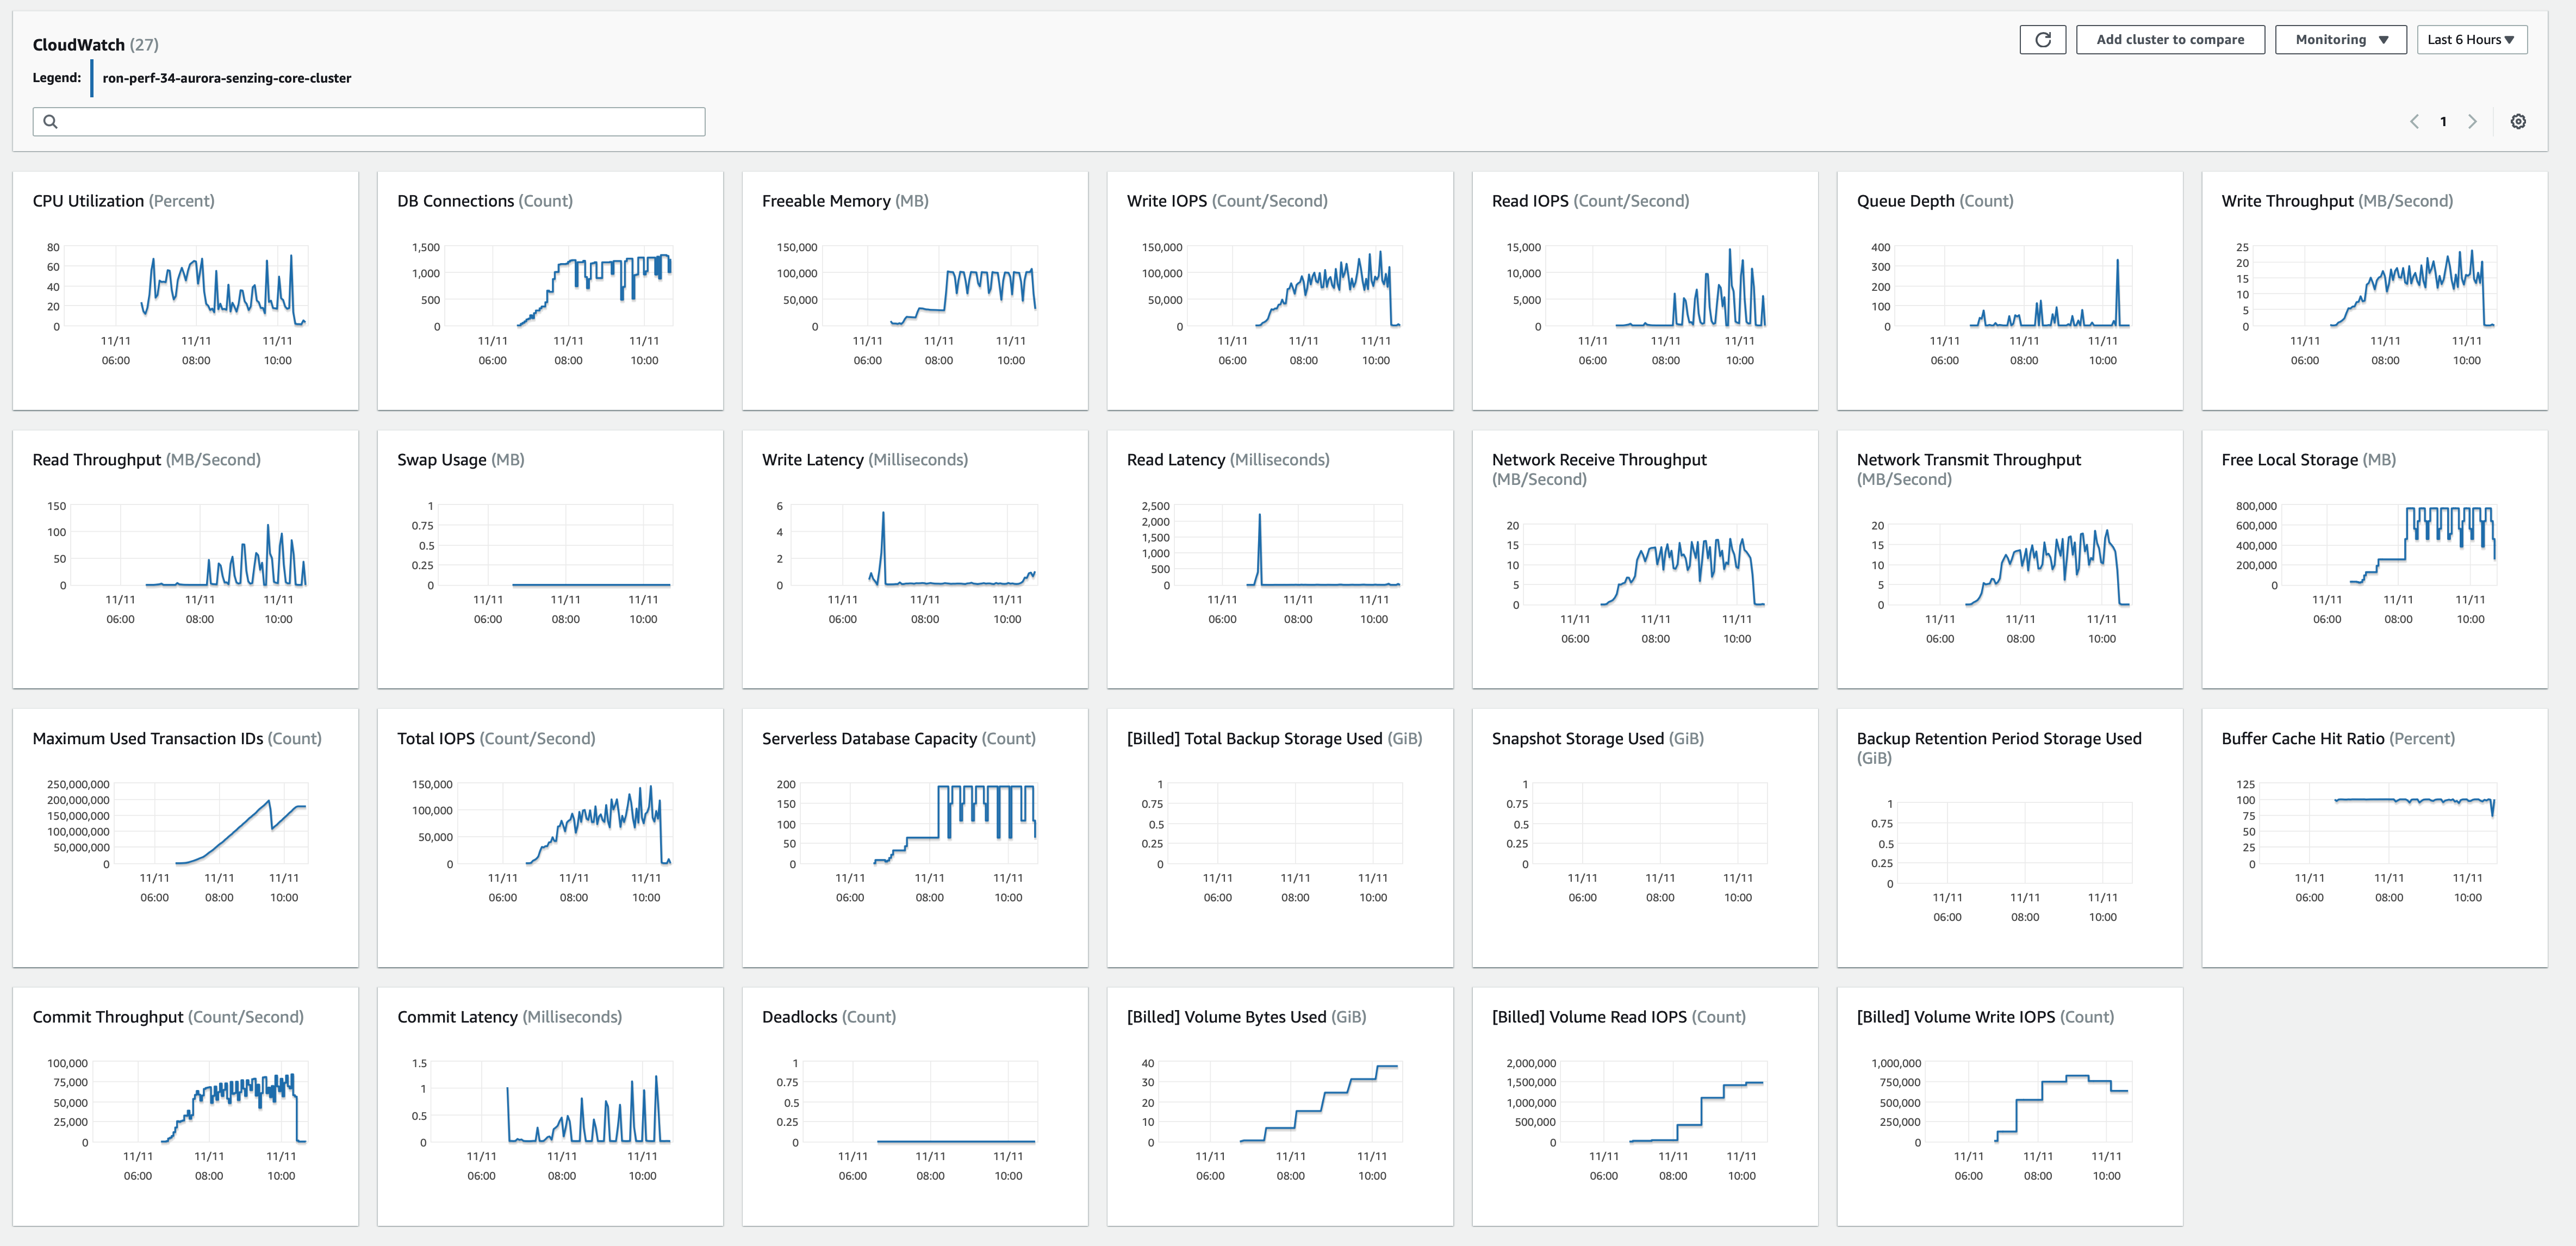 CloudWatch (27)
Add cluster to compare
Monitoring
Last 6 Hours
Legend:
ron-perf-34-aurora-senzing-core-cluster
1
CPU Utilization (Percent)
80
60
40
20
0
11/11 11/11 11/11
06:00 08:00 10:00
DB Connections (Count)
1,500
1,000
500
0
11/11 11/11 11/11
06:00 08:00 10:00
Freeable Memory (MB)
150,000
100,000
50,000
0
11/11 11/11 11/11
06:00 08:00 10:00
Write IOPS (Count/Second)
150,000
100,000
50,000
0
11/11 11/11 11/11
06:00 08:00 10:00
Read IOPS (Count/Second)
15,000
10,000
5,000
0
11/11 11/11 11/11
06:00 08:00 10:00
Queue Depth (Count)
400
300
200
100
0
11/11 11/11 11/11
06:00 08:00 10:00
Write Throughput (MB/Second)
25
20
15
10
5
0
11/11 11/11 11/11
06:00 08:00 10:00
Read Throughput (MB/Second)
150
100
50
0
11/11 11/11 11/11
06:00 08:00 10:00
Swap Usage (MB)
1
0.75
0.5
0.25
0
11/11 11/11 11/11
06:00 08:00 10:00
Write Latency (Milliseconds)
6
4
2
0
11/11 11/11 11/11
06:00 08:00 10:00
Read Latency (Milliseconds)
2,500
2,000
1,500
1,000
500
0
11/11 11/11 11/11
06:00 08:00 10:00
Network Receive Throughput
(MB/Second)
20
15
10
5
0
11/11 11/11 11/11
06:00 08:00 10:00
Network Transmit Throughput
(MB/Second)
20
15
10
5
0
11/11 11/11 11/11
06:00 08:00 10:00
Free Local Storage (MB)
800,000
600,000
400,000
200,000
0
11/11 11/11 11/11
06:00 08:00 10:00
Maximum Used Transaction IDs (Count)
250,000,000
200,000,000
150,000,000
100,000,000
50,000,000
0
11/11 11/11 11/11
06:00 08:00 10:00
Total IOPS (Count/Second)
150,000
100,000
50,000
0
11/11 11/11 11/11
06:00 08:00 10:00
Serverless Database Capacity (Count)
200
150
100
50
0
11/11 11/11 11/11
06:00 08:00 10:00
[Billed] Total Backup Storage Used (GiB)
1
0.75
0.5
0.25
0
11/11 11/11 11/11
06:00 08:00 10:00
Snapshot Storage Used (GiB)
1
0.75
0.5
0.25
0
11/11 11/11 11/11
06:00 08:00 10:00
Backup Retention Period Storage Used
(GiB)
1
0.75
0.5
0.25
0
11/11 11/11 11/11
06:00 08:00 10:00
Buffer Cache Hit Ratio (Percent)
125
100
75
50
25
0
11/11 11/11 11/11
06:00 08:00 10:00
Commit Throughput (Count/Second)
100,000
75,000
50,000
25,000
0
11/11 11/11 11/11
06:00 08:00 10:00
Commit Latency (Milliseconds)
1.5
1
0.5
0
11/11 11/11 11/11
06:00 08:00 10:00
Deadlocks (Count)
1
0.75
0.5
0.25
0
11/11 11/11 11/11
06:00 08:00 10:00
[Billed] Volume Bytes Used (GiB)
40
30
20
10
0
11/11 11/11 11/11
06:00 08:00 10:00
[Billed] Volume Read IOPS (Count)
2,000,000
1,500,000
1,000,000
500,000
0
11/11 11/11 11/11
06:00 08:00 10:00
[Billed] Volume Write IOPS (Count)
1,000,000
750,000
500,000
250,000
0
11/11 11/11 11/11
06:00 08:00 10:00